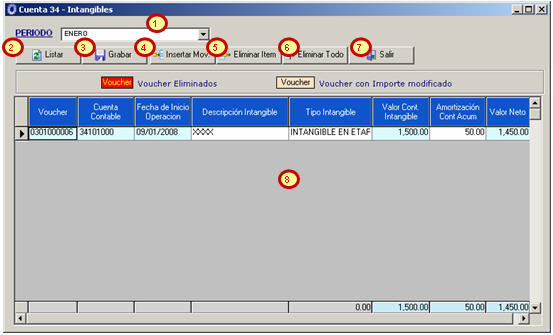 Cuenta 34 - Intangibles
1
PERIODO ENERO
2 3 4 5 6 7
Listar Grabar Insertar Mov. Eliminar Item Eliminar Todo Salir
Voucher Voucher Eliminados Voucher Voucher con Importe modificado
Voucher Cuenta Contable Fecha de Inicio Operacion Descripción Intangible Tipo Intangible Valor Cont. Intangible Amortización Cont Acum Valor Neto
0301000006 34101000 09/01/2008 XXXX INTANGIBLE EN ETAF 1,500.00 50.00 1,450.00
8
0.00 1,500.00 50.00 1,450.00